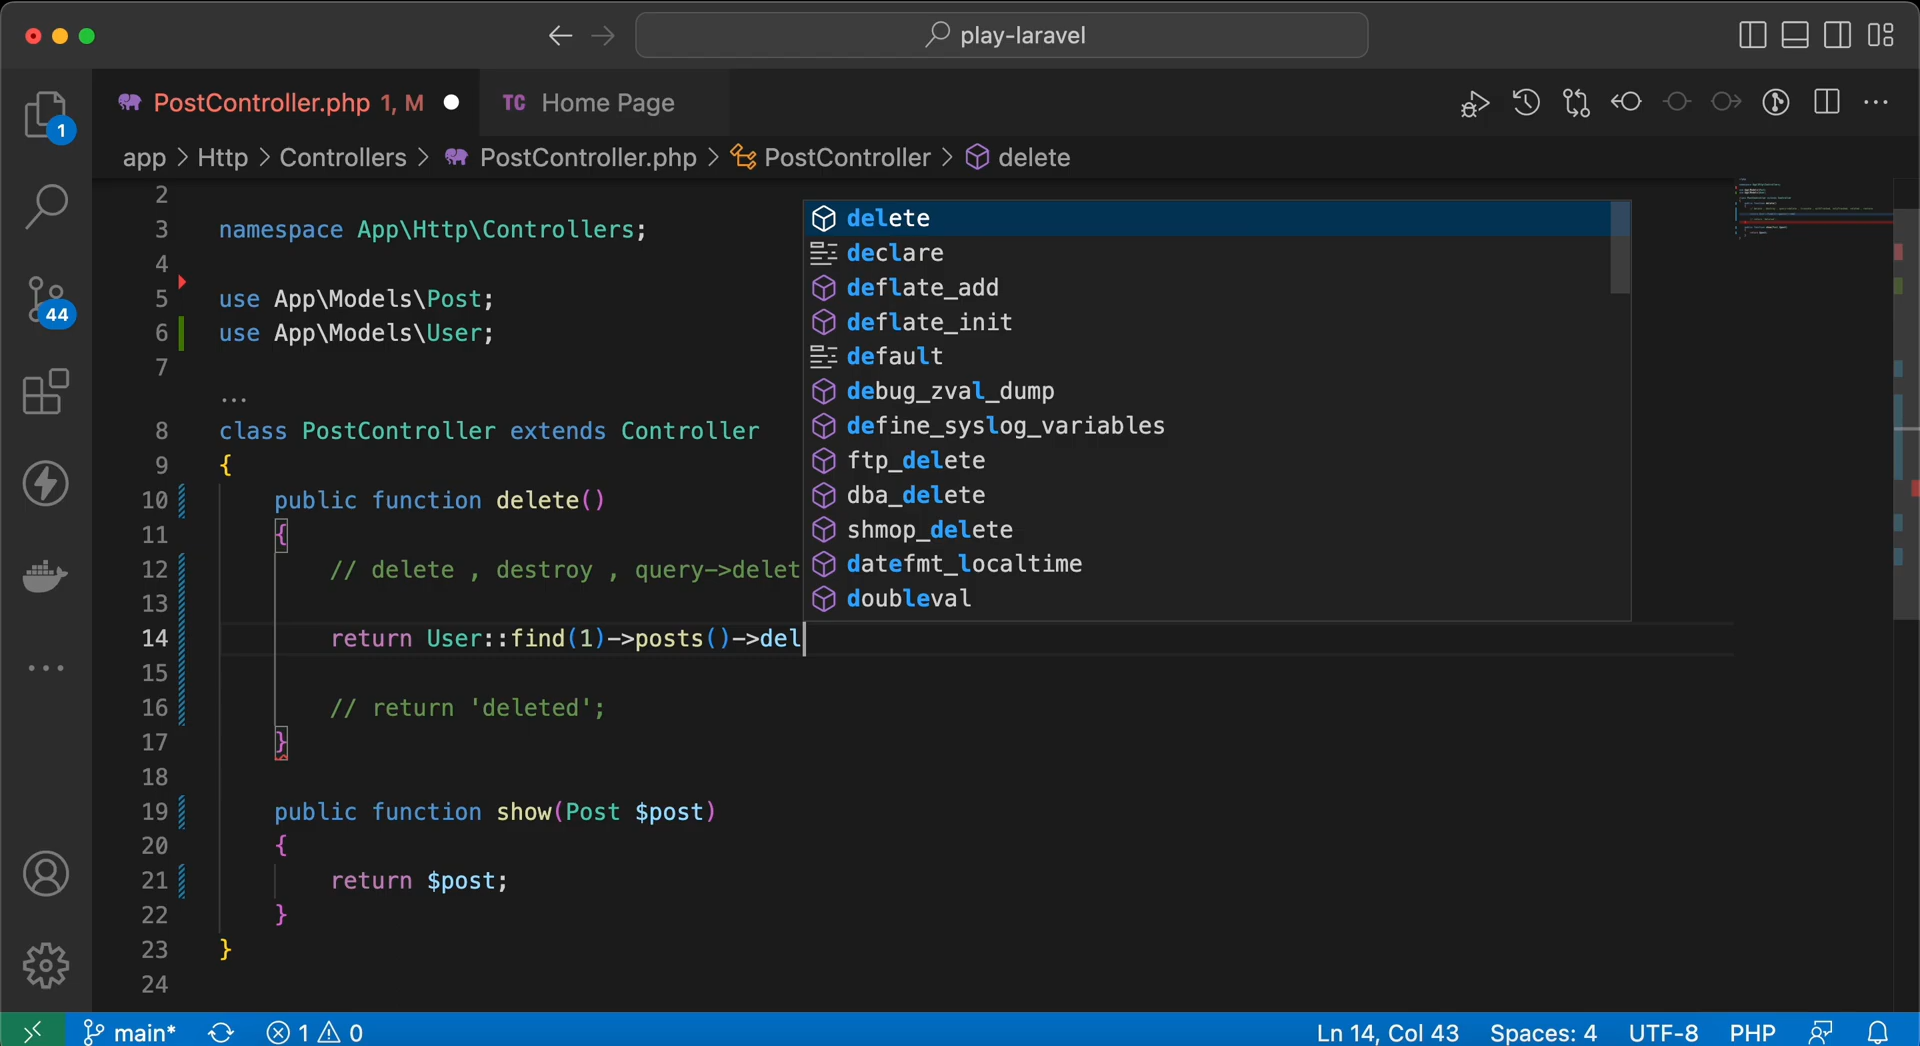 play-laravel
PostController.php 1, M
TC Home Page
1
app > Http > Controllers > PostController.php > PostController > delete
2
3 namespace App\Http\Controllers;
4
5 use App\Models\Post;
6 use App\Models\User;
7
...
8 class PostController extends Controller
9 {
10 public function delete()
11 {
12 // delete , destroy , query->delet
13
14 return User::find(1)->posts()->del
15
16 // return 'deleted';
17 }
18
19 public function show(Post $post)
20 {
21 return $post;
22 }
23 }
24
delete
declare
deflate_add
deflate_init
default
debug_zval_dump
define_syslog_variables
ftp_delete
dba_delete
shmop_delete
datefmt_localtime
doubleval
44
main* 1 0 Ln 14, Col 43 Spaces: 4 UTF-8 PHP